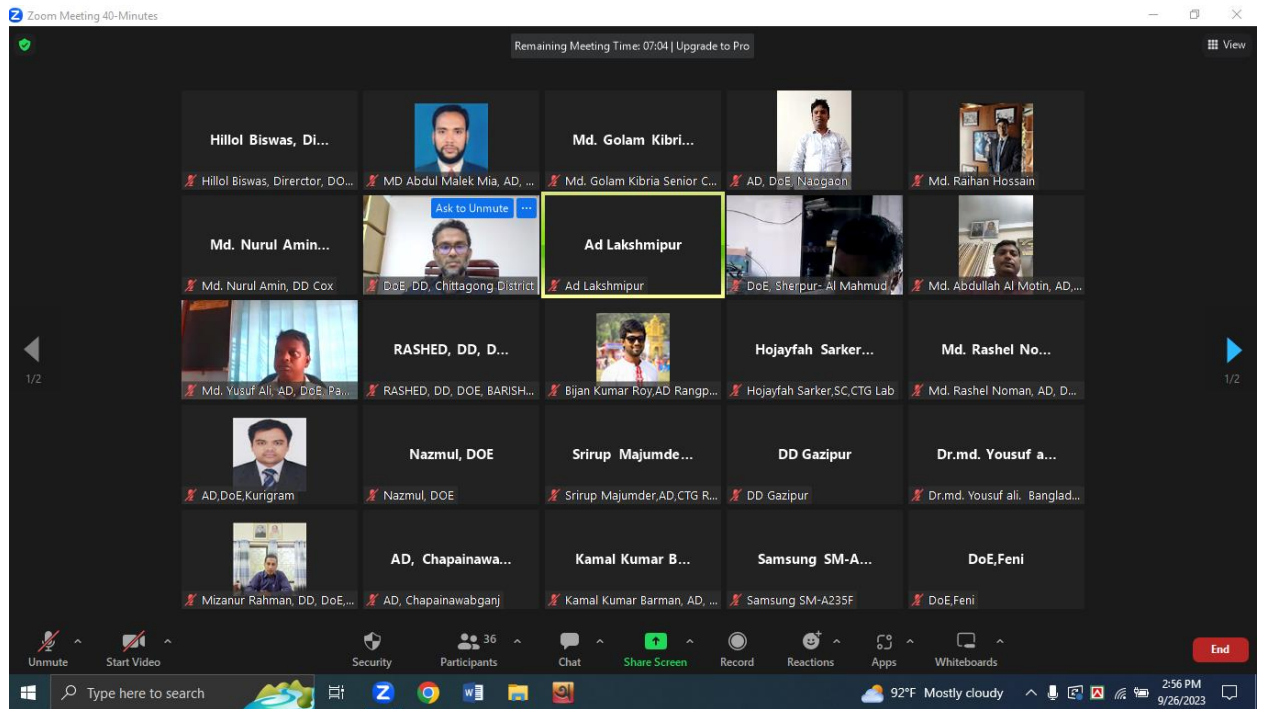 Zoom Meeting 40-Minutes
Remaining Meeting Time: 07:04 | Upgrade to Pro
View
Hillol Biswas, Di...
Md. Golam Kibri...
Hillol Biswas, Direrctor, DO...
MD Abdul Malek Mia, AD, ...
Md. Golam Kibria Senior C...
AD, DoE, Naogaon
Md. Raihan Hossain
Ask to Unmute
Md. Nurul Amin...
Ad Lakshmipur
Md. Nurul Amin, DD Cox
DoE, DD, Chittagong District
Ad Lakshmipur
DoE, Sherpur- Al Mahmud
Md. Abdullah Al Motin, AD,...
1/2
RASHED, DD, D...
Hojayfah Sarker...
Md. Rashel No...
1/2
Md. Yusuf Ali, AD, DoE, Pa...
RASHED, DD, DOE, BARISH...
Bijan Kumar Roy,AD Rangp...
Hojayfah Sarker,SC,CTG Lab
Md. Rashel Noman, AD, D...
Nazmul, DOE
Srirup Majumde...
DD Gazipur
Dr.md. Yousuf a...
AD,DoE,Kurigram
Nazmul, DOE
Srirup Majumder,AD,CTG R...
DD Gazipur
Dr.md. Yousuf ali. Banglad...
AD, Chapainawa...
Kamal Kumar B...
Samsung SM-A...
DoE,Feni
Mizanur Rahman, DD, DoE,...
AD, Chapainawabganj
Kamal Kumar Barman, AD, ...
Samsung SM-A235F
DoE,Feni
36
Unmute
Start Video
Security
Participants
Chat
Share Screen
Record
Reactions
Apps
Whiteboards
End
Type here to search
92°F Mostly cloudy
2:56 PM
9/26/2023